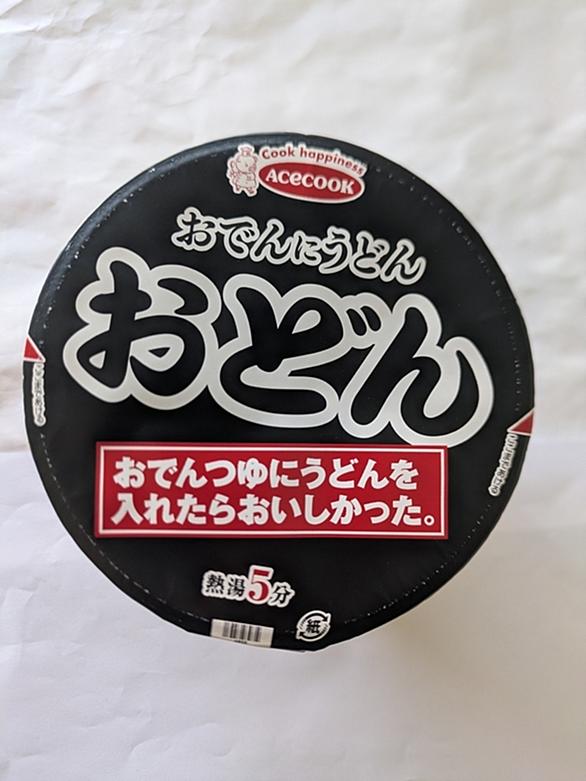 Cook happiness
Acecook
おでんにうどん
おどん
おでんつゆにうどんを
入れたらおいしかった。
熱湯5分
紙